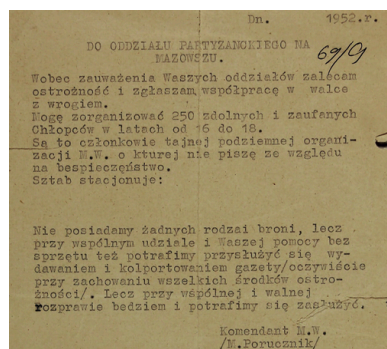 Dn. 1952.r.
DO ODDZIAŁU PARTYZANCKIEGO NA
MAZOWSZU.
69/01
Wobec zauważenia Waszych oddziałów zalecam
ostrożność i zgłaszam współpracę w walce
z wrogiem.
Mogę zorganizować 250 zdolnych i zaufanych
Chłopców w latach od 16 do 18.
Są to członkowie tajnej podziemnej organi-
zacji M.W. o kturej nie piszę ze względu
na bespieczeństwo.
Sztab stacjonuje:
Nie posiadamy żadnych rodzai broni, lecz
przy wspólnym udziale i Waszej pomocy bez
sprzętu też potrafimy przysłużyć się wy-
dawaniem i kolportowaniem gazety/oczywiście
przy zachowaniu wszelkich środków ostro-
żności/. Lecz przy wspólnej i walnej
rozprawie bedziem i potrafimy się zasłużyć.
Komendant M.W.
/M.Porucznik/